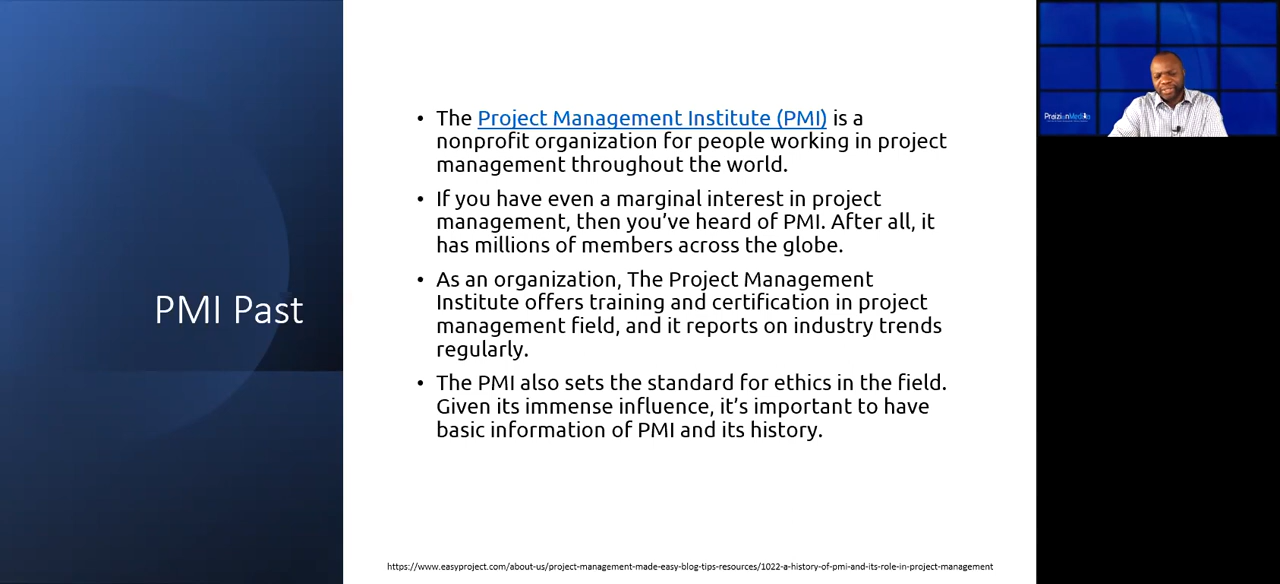 PMI Past
• The Project Management Institute (PMI) is a
nonprofit organization for people working in project
management throughout the world.
• If you have even a marginal interest in project
management, then you’ve heard of PMI. After all, it
has millions of members across the globe.
• As an organization, The Project Management
Institute offers training and certification in project
management field, and it reports on industry trends
regularly.
• The PMI also sets the standard for ethics in the field.
Given its immense influence, it’s important to have
basic information of PMI and its history.
https://www.easyproject.com/about-us/project-management-made-easy-blog-tips-resources/1022-a-history-of-pmi-and-its-role-in-project-management
PraizionMedia